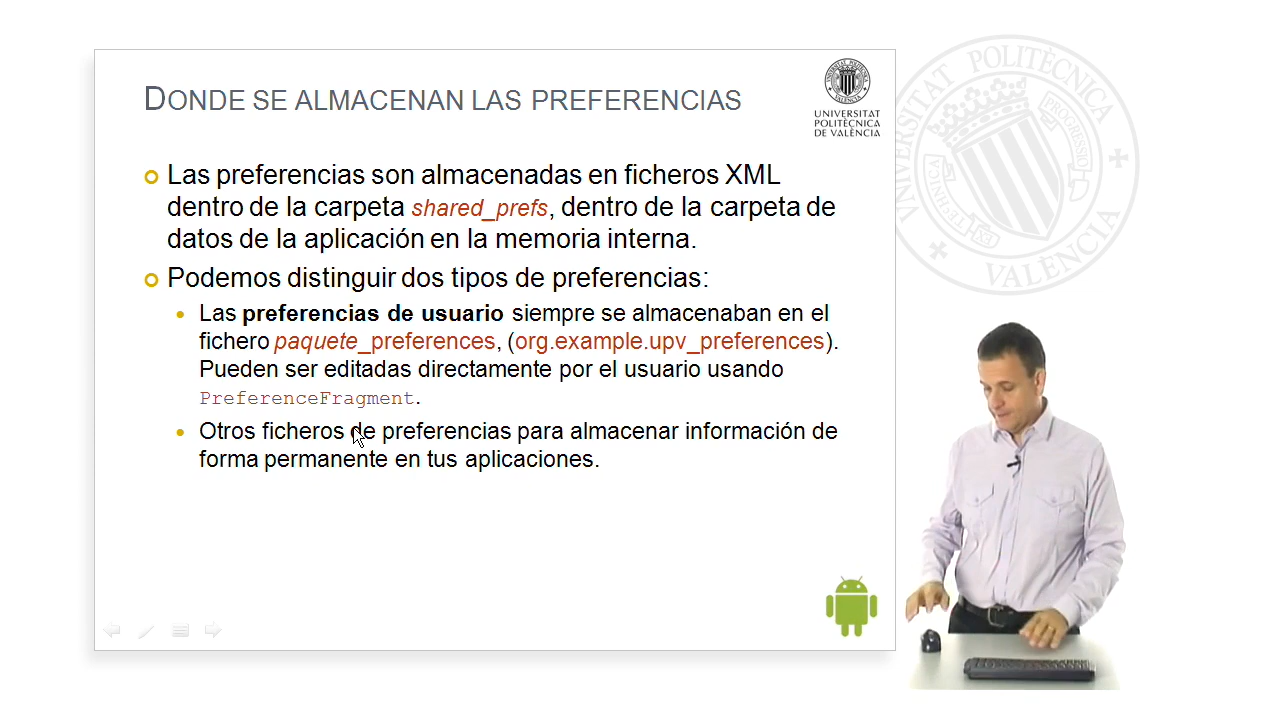 DONDE SE ALMACENAN LAS PREFERENCIAS
UNIVERSITAT
POLITÈCNICA
DE VALÈNCIA
Las preferencias son almacenadas en ficheros XML
dentro de la carpeta shared_prefs, dentro de la carpeta de
datos de la aplicación en la memoria interna.
Podemos distinguir dos tipos de preferencias:
Las preferencias de usuario siempre se almacenaban en el
fichero paquete_preferences, (org.example.upv_preferences).
Pueden ser editadas directamente por el usuario usando
PreferenceFragment.
Otros ficheros de preferencias para almacenar información de
forma permanente en tus aplicaciones.
UNIVERSITAT POLITÈCNICA
VALÈNCIA